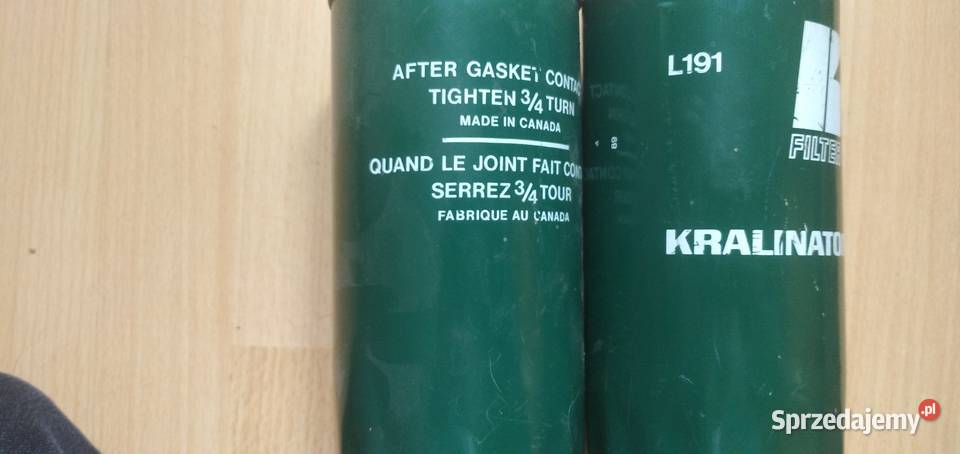 AFTER GASKET CONTAC
TIGHTEN 3/4 TURN
MADE IN CANADA
QUAND LE JOINT FAIT CONT
SERREZ 3/4 TOUR
FABRIQUE AU CANADA
L191
FILTER
KRALINATO
Sprzedajemy.pl